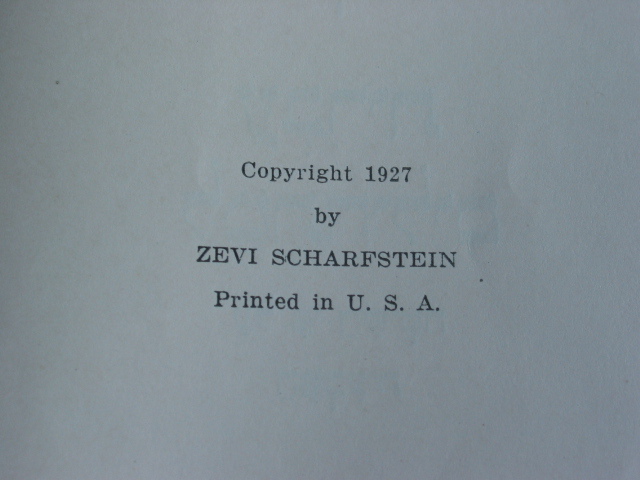 Copyright 1927
by
ZEVI SCHARFSTEIN
Printed in U. S. A.